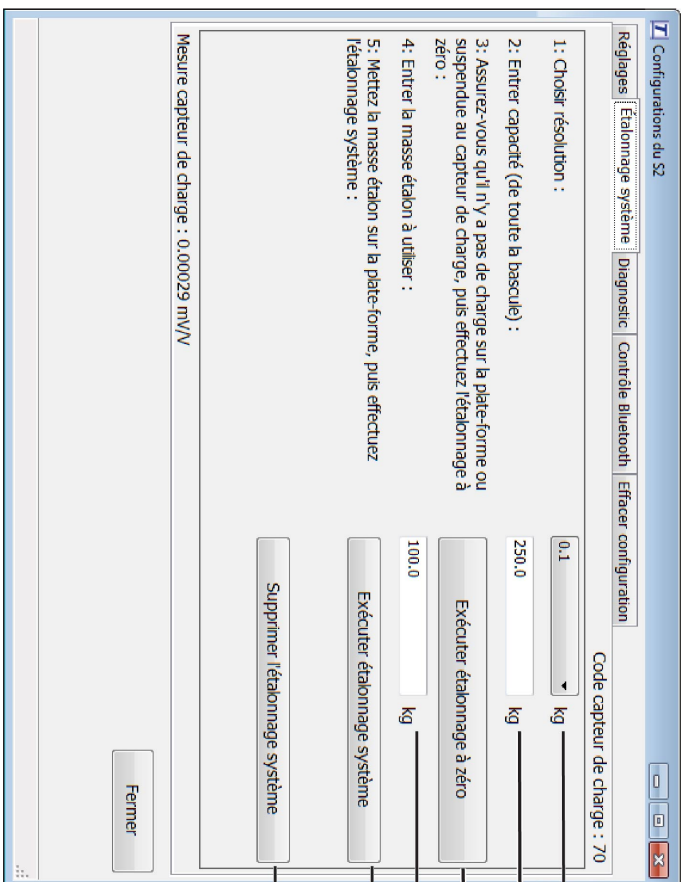 Configurations du S2
Réglages
Étalonnage système
Diagnostic
Contrôle Bluetooth
Effacer configuration
Code capteur de charge : 70
1: Choisir résolution :
0.1
kg
2: Entrer capacité (de toute la bascule) :
250.0
kg
3: Assurez-vous qu'il n'y a pas de charge sur la plate-forme ou
suspendue au capteur de charge, puis effectuez l'étalonnage à
zéro :
Exécuter étalonnage à zéro
4: Entrer la masse étalon à utiliser :
100.0
kg
5: Mettez la masse étalon sur la plate-forme, puis effectuez
l'étalonnage système :
Exécuter étalonnage système
Supprimer l'étalonnage système
Mesure capteur de charge : 0.00029 mV/V
Fermer